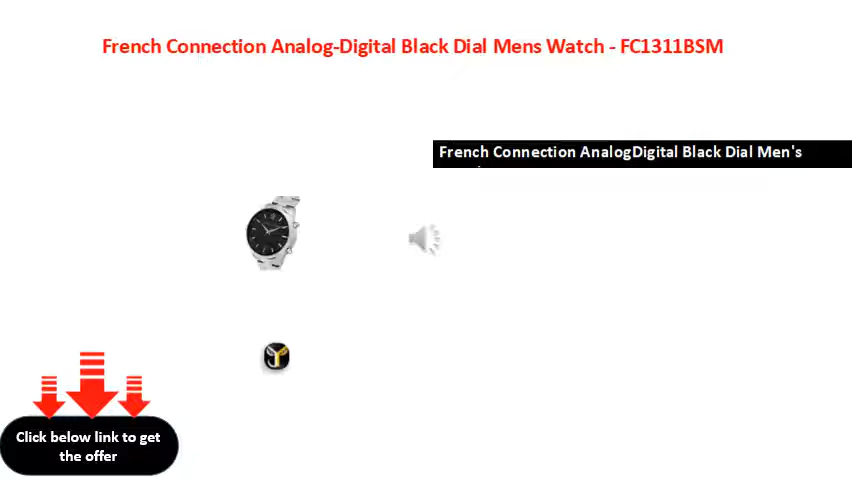 French Connection Analog-Digital Black Dial Mens Watch - FC1311BSM
French Connection AnalogDigital Black Dial Men's
Click below link to get
the offer